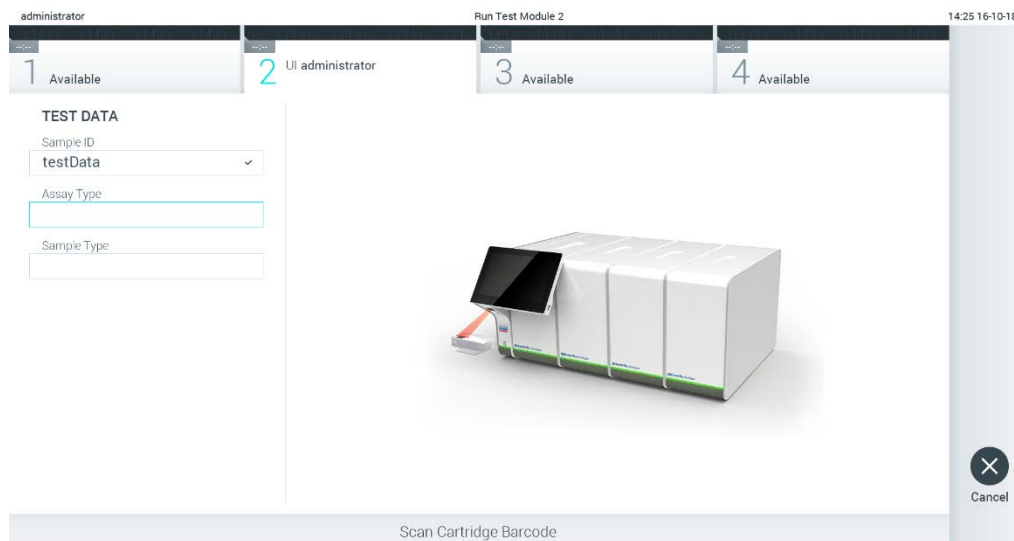 administrator
Run Test Module 2
14:25 16-10-18
--:--
--:--
--:--
--:--
1 Available
2 UI administrator
3 Available
4 Available
TEST DATA
Sample ID
testData
Assay Type
Sample Type
Cancel
Scan Cartridge Barcode